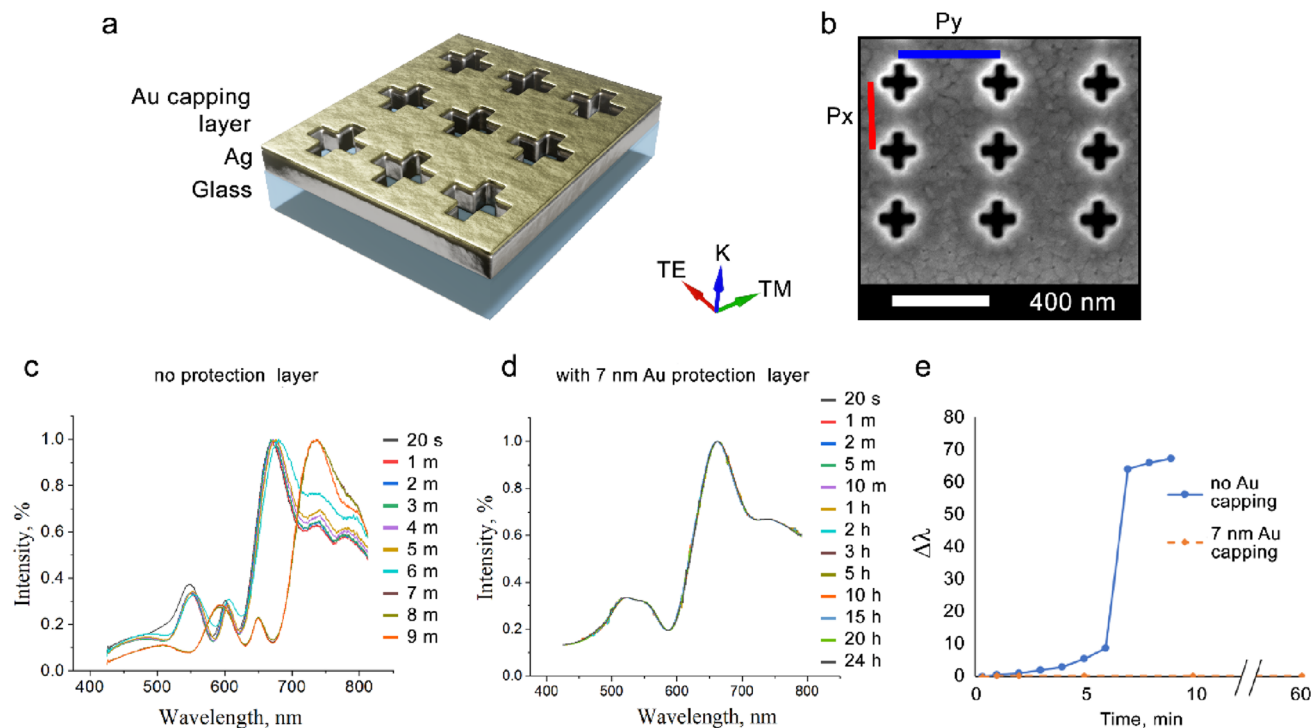 a
Au capping
layer
Ag
Glass
TE
K
TM
b
Py
Px
400 nm
c
no protection layer
Intensity, %
1.0
0.8
0.6
0.4
0.2
0.0
400
500
600
700
800
Wavelength, nm
20 s
1 m
2 m
3 m
4 m
5 m
6 m
7 m
8 m
9 m
d
with 7 nm Au protection layer
Intensity, %
1.0
0.8
0.6
0.4
0.2
0.0
400
500
600
700
800
Wavelength, nm
20 s
1 m
2 m
5 m
10 m
1 h
2 h
3 h
5 h
10 h
15 h
20 h
24 h
e
Δλ
80
70
60
50
40
30
20
10
0
0
5
10
60
Time, min
no Au
capping
7 nm Au
capping